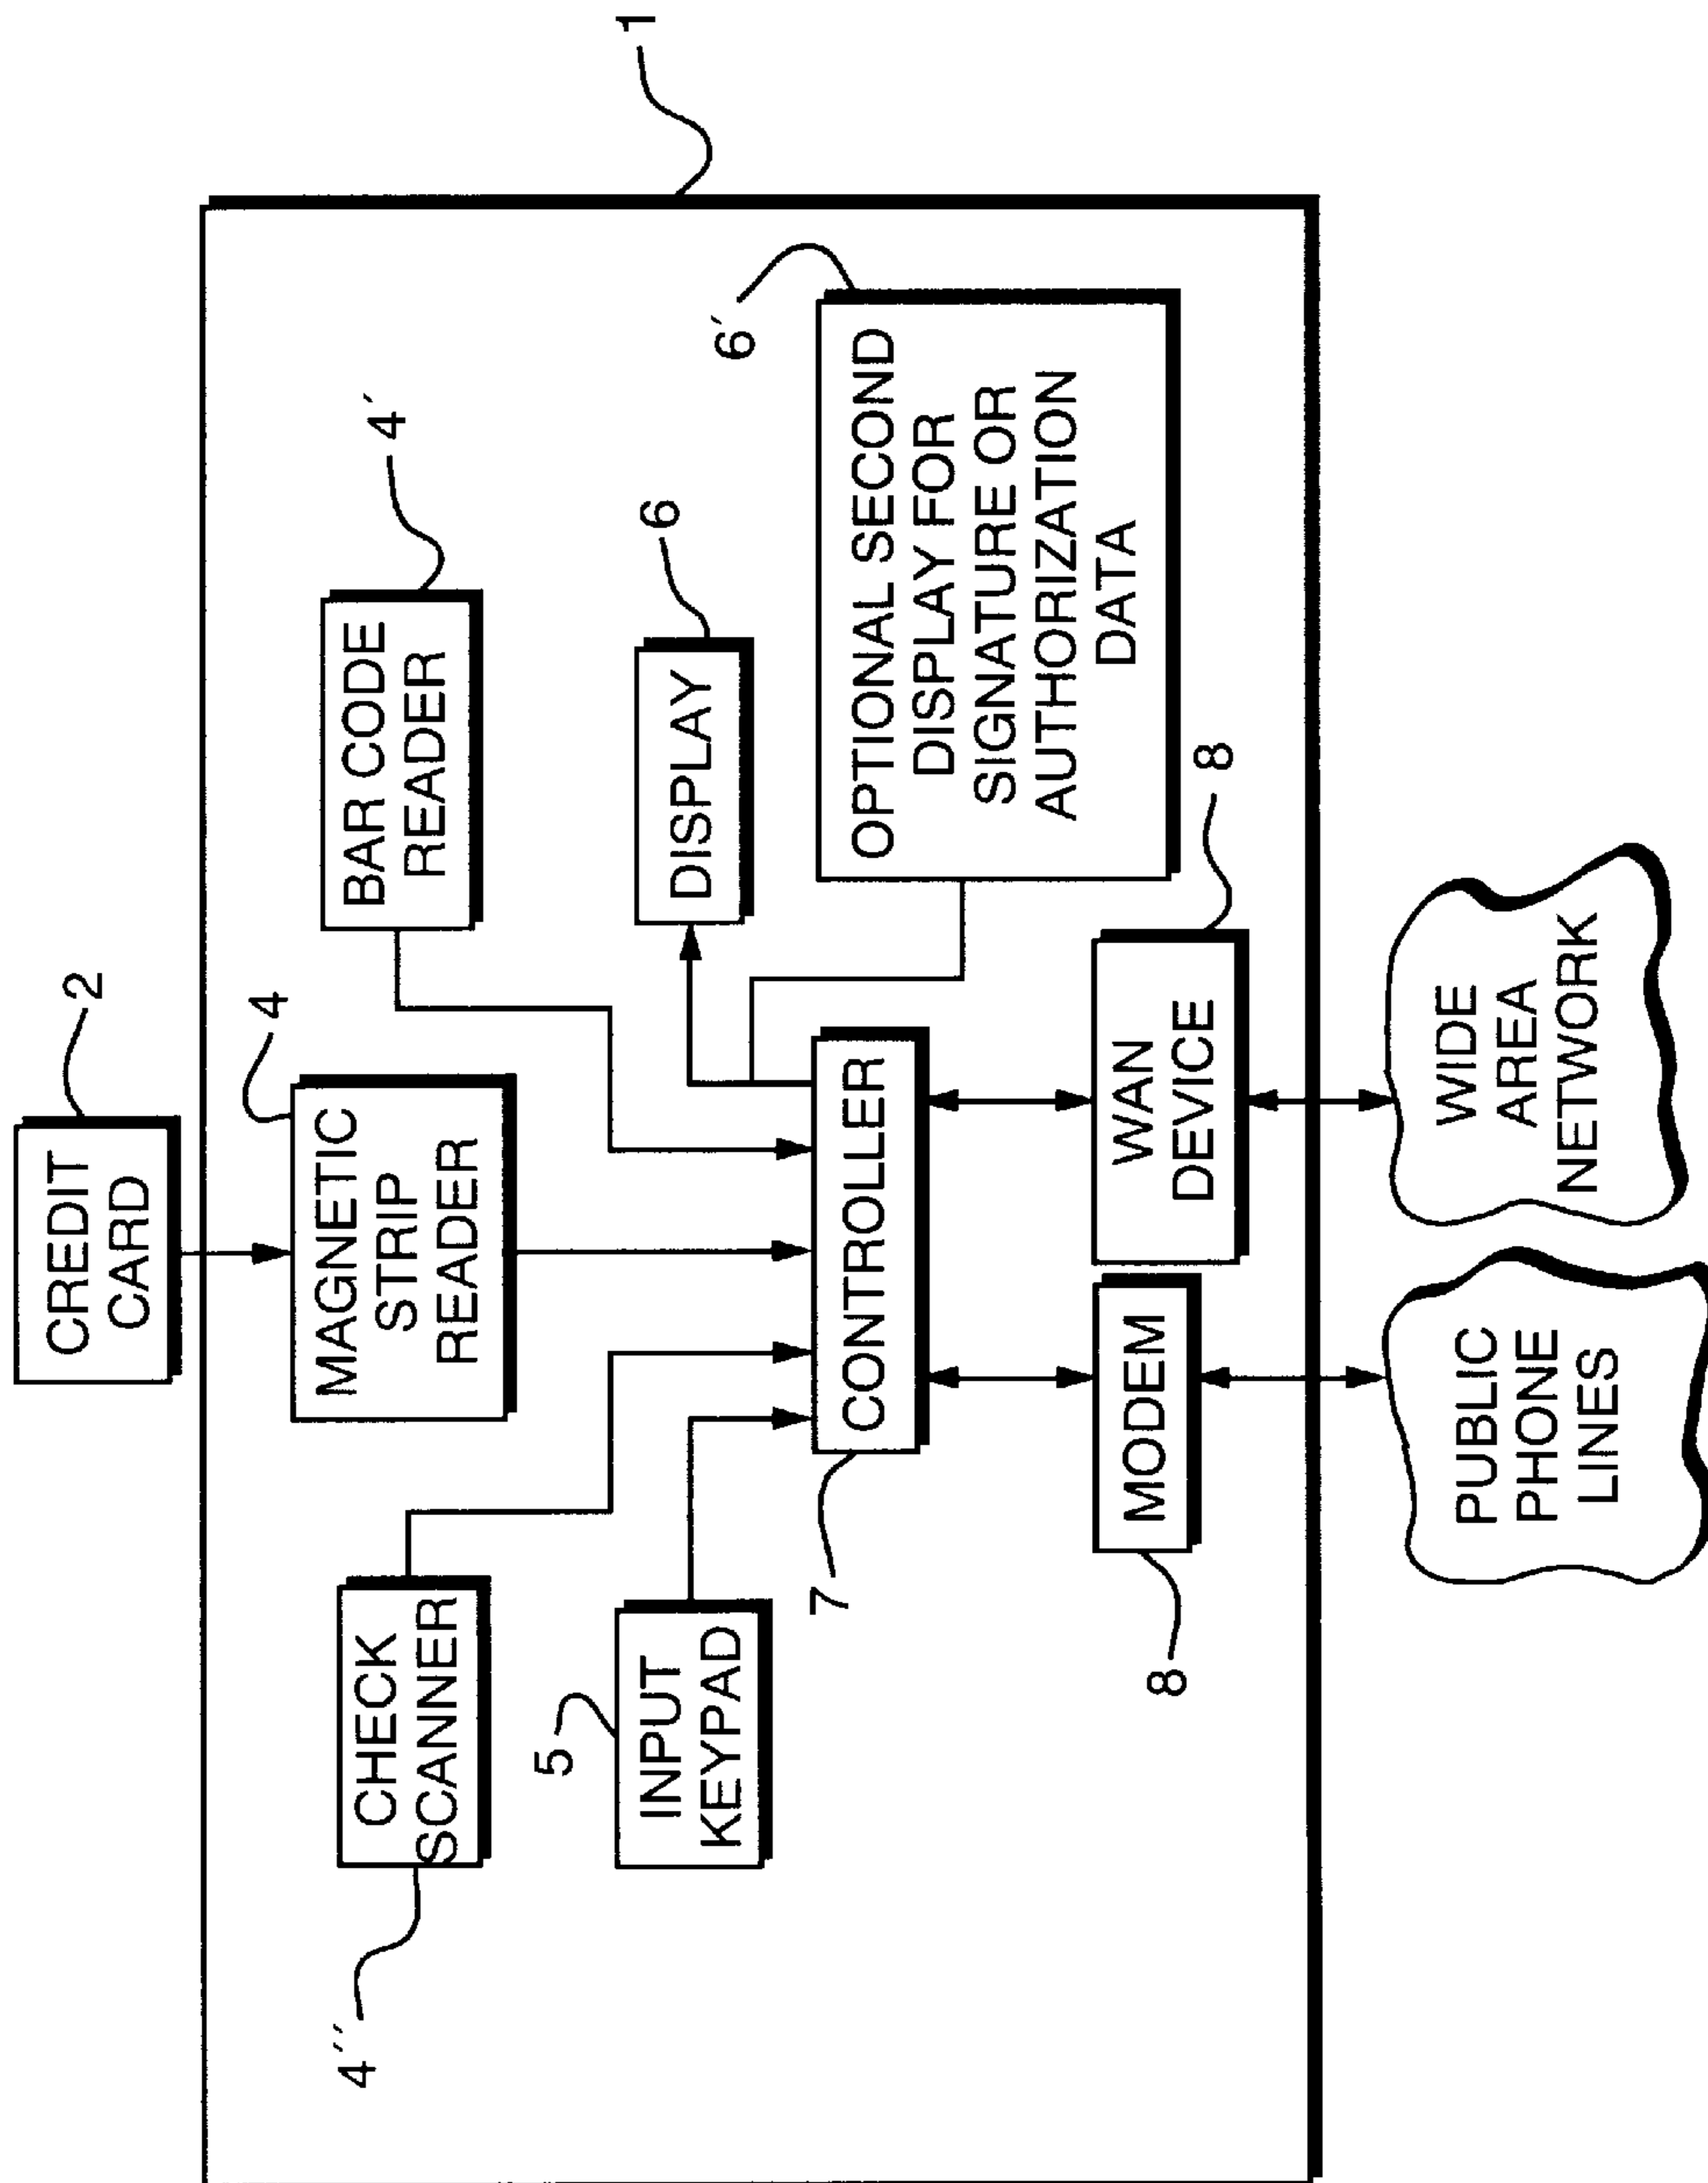 1
CREDIT
CARD
2
MAGNETIC
STRIP
READER
4
BAR CODE
READER
4′
CHECK
SCANNER
4′′
INPUT
KEYPAD
5
DISPLAY
6
OPTIONAL SECOND
DISPLAY FOR
SIGNATURE OR
AUTHORIZATION
DATA
6′
CONTROLLER
7
MODEM
8
WAN
DEVICE
8
PUBLIC
PHONE
LINES
WIDE
AREA
NETWORK